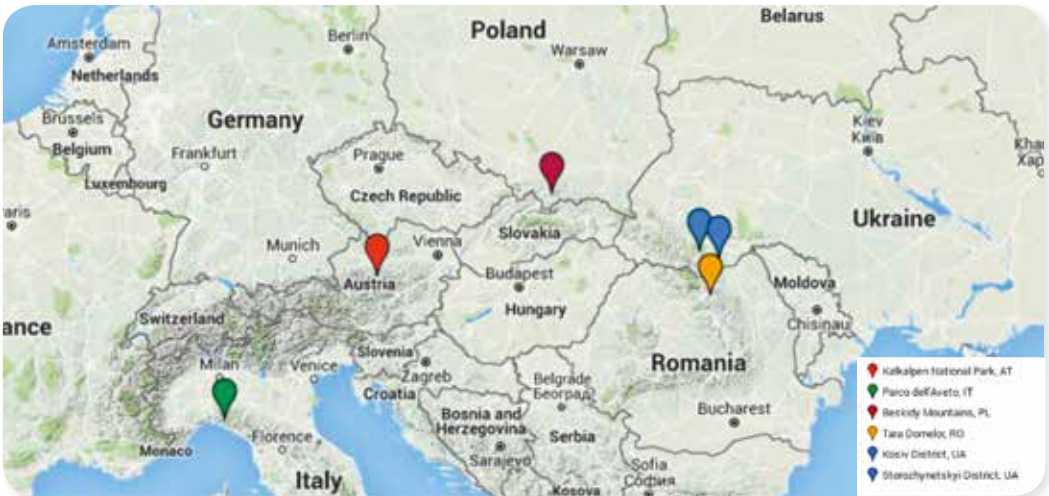 Belarus
Poland
Berlin
Amsterdam
Warsaw
Netherlands
Brussels
Germany
Kiev
Київ
Belgium
Frankfurt
Prague
Luxembourg
Czech Republic
aris
Ukraine
Slovakia
Munich
Vienna
Austria
Budapest
Moldova
Switzerland
Hungary
ance
Chisinau
Slovenia
Milan
Venice
Zagreb
Romania
Croatia
Belgrade
Београд
Bucharest
Bosnia and
Herzegovina
Florence
Serbia
Monaco
Sarajevo
Sofia
София
Italy
Kosova
Kalkalpen National Park, AT
Parco dell'Aveto, IT
Beskidy Mountains, PL
Tara Dornelor, RO
Kosiv District, UA
Storozhynetskyi District, UA